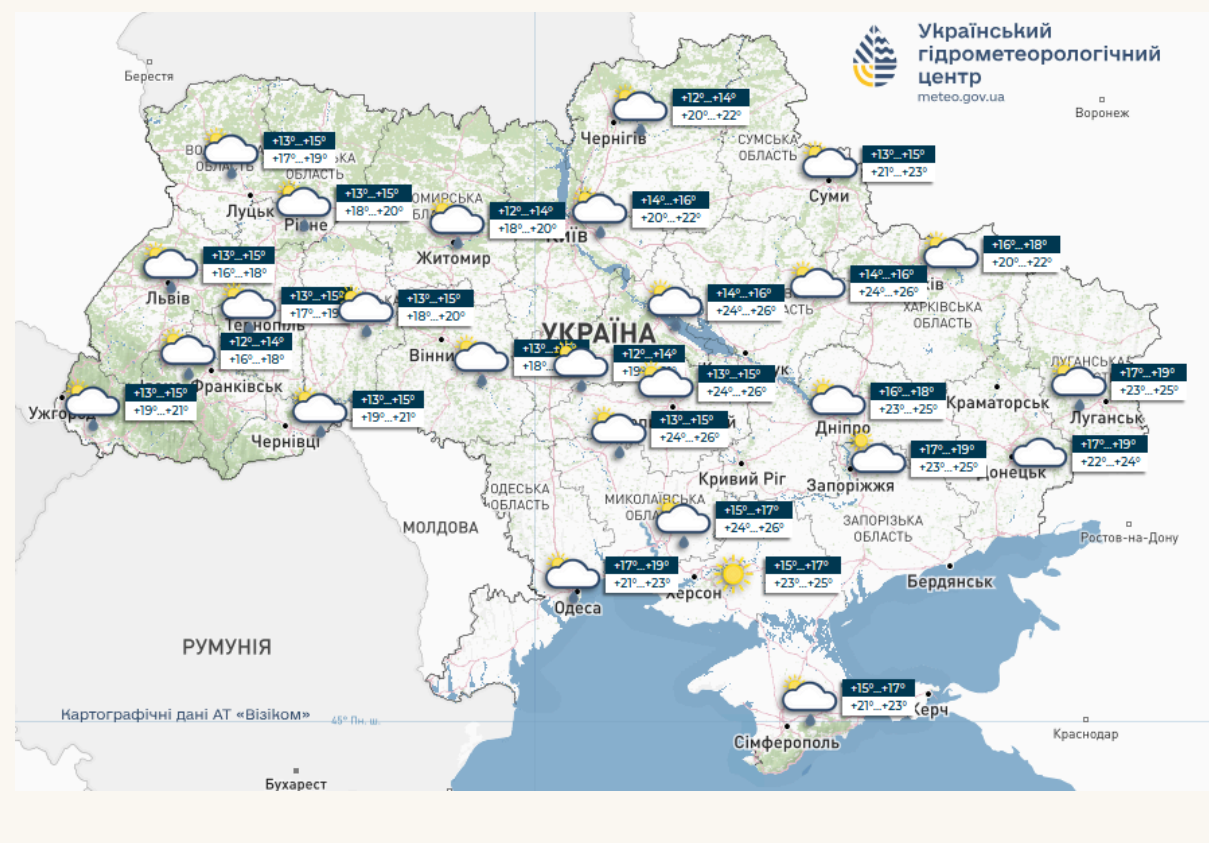 Український
гідрометеорологічний
центр
meteo.gov.ua
Берестя
Воронеж
+12°...+14°
+20°...+22°
Чернігів
СУМСЬКА
ОБЛАСТЬ
+13°...+15°
+17°...+19°
ОБЛАСТЬ
ОБЛАСТЬ
+13°...+15°
+21°...+23°
Суми
+13°...+15°
+18°...+20°
Луцьк
Рівне
+12°...+14°
+18°...+20°
Житомир
+14°...+16°
+20°...+22°
Київ
+16°...+18°
+20°...+22°
+13°...+15°
+16°...+18°
Львів
+14°...+16°
+24°...+26°
ХАРКІВСЬКА
ОБЛАСТЬ
+13°...+15°
Тернопіль
+13°...+15°
+18°...+20°
+14°...+16°
+24°...+26°
УКРАЇНА
+12°...+14°
+16°...+18°
Франківськ
+12°...+14°
+13°...+15°
+24°...+26°
ЛУГАНСЬКА
+17°...+19°
+23°...+25°
Луганськ
Ужгород
+13°...+15°
+19°...+21°
+13°...+15°
+19°...+21°
Чернівці
+16°...+18°
+23°...+25°
Дніпро
Краматорськ
+13°...+15°
+24°...+26°
+17°...+19°
+23°...+25°
Запоріжжя
+17°...+19°
+22°...+24°
Донецьк
Кривий Ріг
ОДЕСЬКА
ОБЛАСТЬ
МИКОЛАЇВСЬКА
+15°...+17°
+24°...+26°
ЗАПОРІЗЬКА
ОБЛАСТЬ
МОЛДОВА
Ростов-на-Дону
+17°...+19°
+21°...+23°
Одеса
Херсон
+15°...+17°
+23°...+25°
Бердянськ
РУМУНІЯ
+15°...+17°
+21°...+23°
Керч
Сімферополь
Краснодар
Картографічні дані АТ «Візіком»
45° Пн. ш.
Бухарест